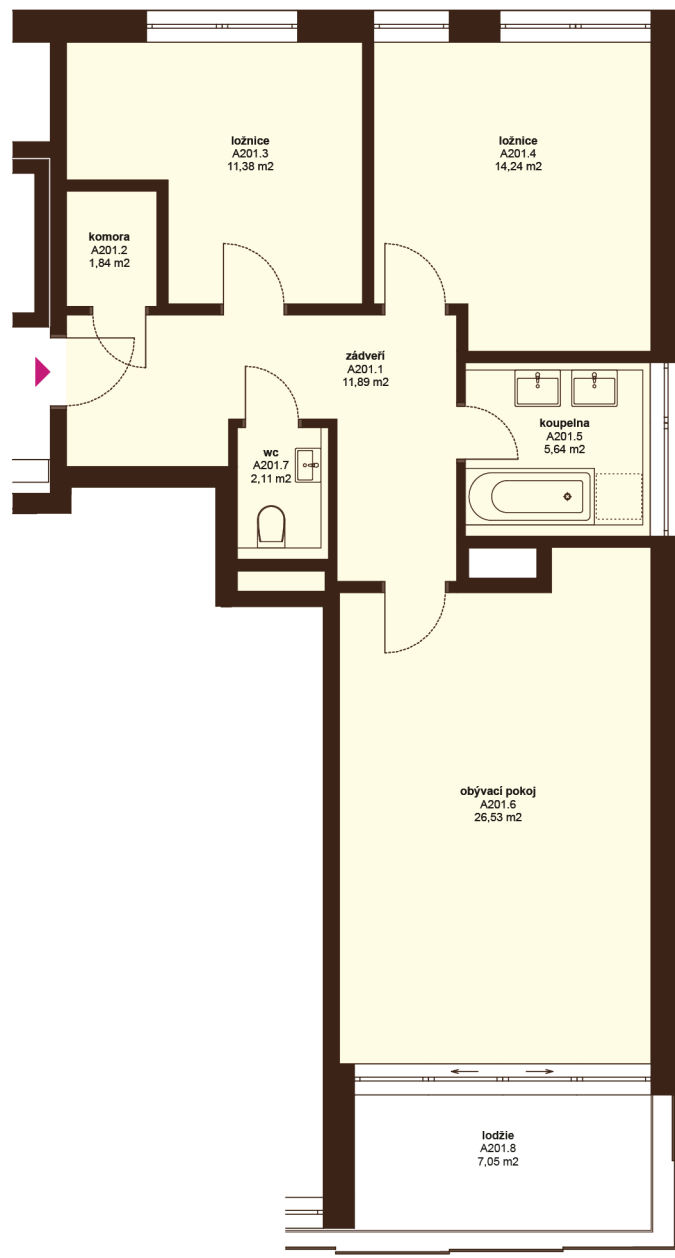 ložnice
A201.3
11,38 m2
ložnice
A201.4
14,24 m2
komora
A201.2
1,84 m2
zádveří
A201.1
11,89 m2
koupelna
A201.5
5,64 m2
wc
A201.7
2,11 m2
obývací pokoj
A201.6
26,53 m2
lodžie
A201.8
7,05 m2